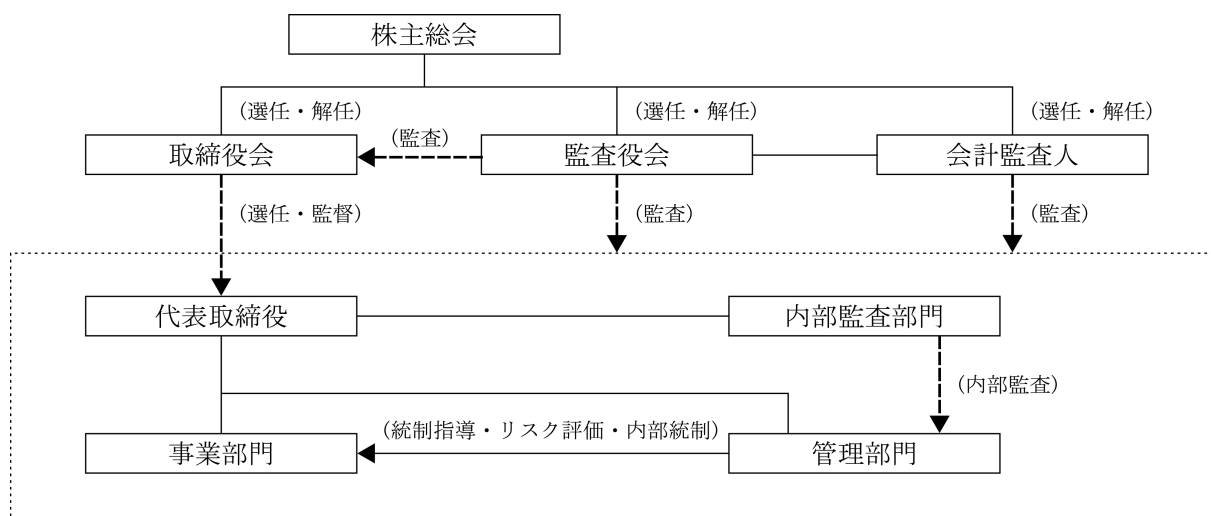 株主総会
(選任・解任)
(選任・解任)
(選任・解任)
取締役会
(監査)
監査役会
会計監査人
(選任・監督)
(監査)
(監査)
代表取締役
内部監査部門
(内部監査)
(統制指導・リスク評価・内部統制)
事業部門
管理部門